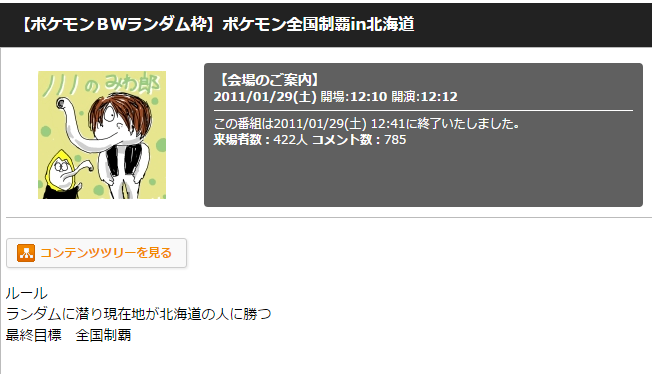 【ポケモンＢＷランダム枠】ポケモン全国制覇in北海道
ノノノのみわ郎
【会場のご案内】
2011/01/29(土) 開場:12:10 開演:12:12
この番組は2011/01/29(土) 12:41に終了いたしました。
来場者数：422人 コメント数：785
コンテンツツリーを見る
ルール
ランダムに潜り現在地が北海道の人に勝つ
最終目標　全国制覇